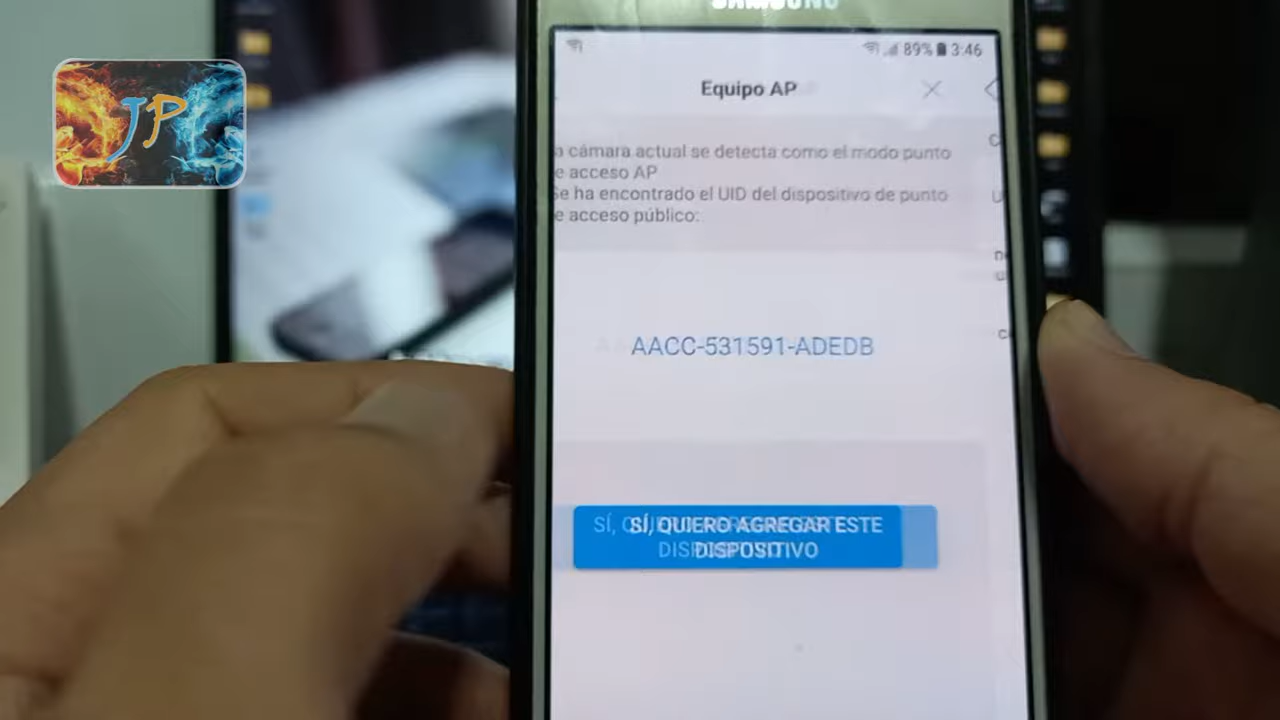 SAMSUNG
89% 3:46
Equipo AP
a cámara actual se detecta como el modo punto
e acceso AP
Se ha encontrado el UID del dispositivo de punto
e acceso público:
AACC-531591-ADEDB
SÍ, QUIERO AGREGAR ESTE
DISPOSITIVO
JP